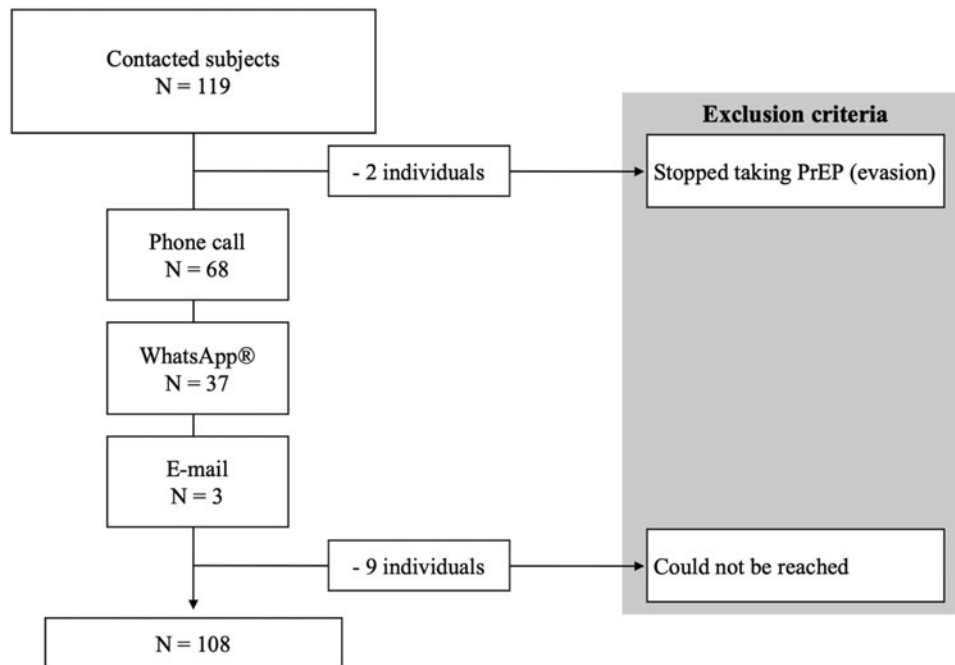 Contacted subjects
N = 119
Exclusion criteria
- 2 individuals
Stopped taking PrEP (evasion)
Phone call
N = 68
WhatsApp®
N = 37
E-mail
N = 3
- 9 individuals
Could not be reached
N = 108